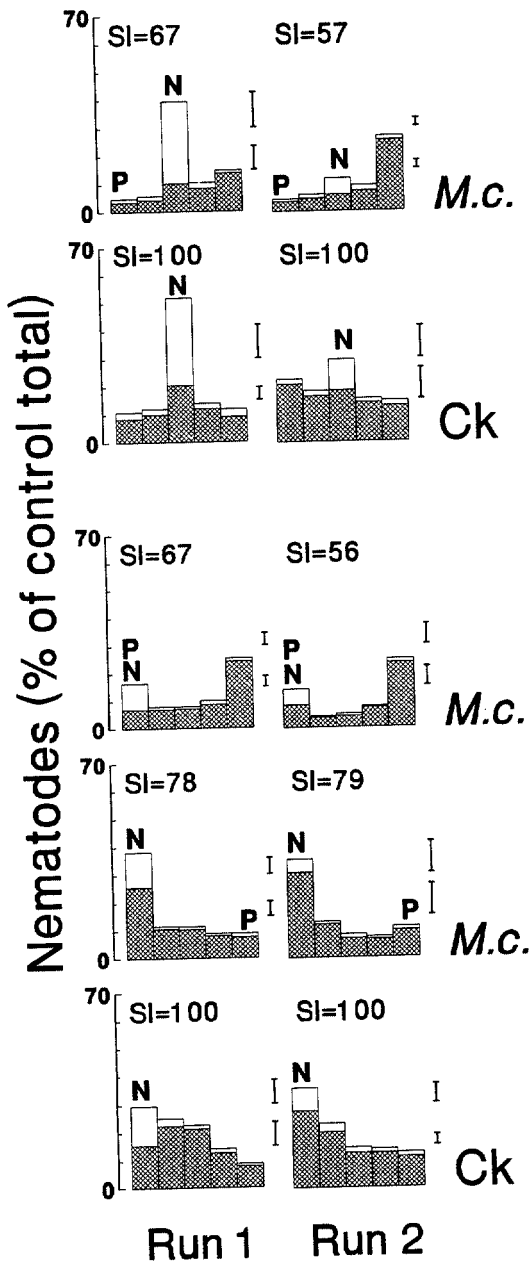 Nematodes (% of control total)
70
SI=67
SI=57
N
P
P
N
0
M.c.
70
SI=100
SI=100
N
N
0
Ck
70
SI=67
SI=56
P
N
P
N
0
M.c.
70
SI=78
SI=79
N
P
N
P
0
M.c.
70
SI=100
SI=100
N
N
0
Ck
Run 1
Run 2